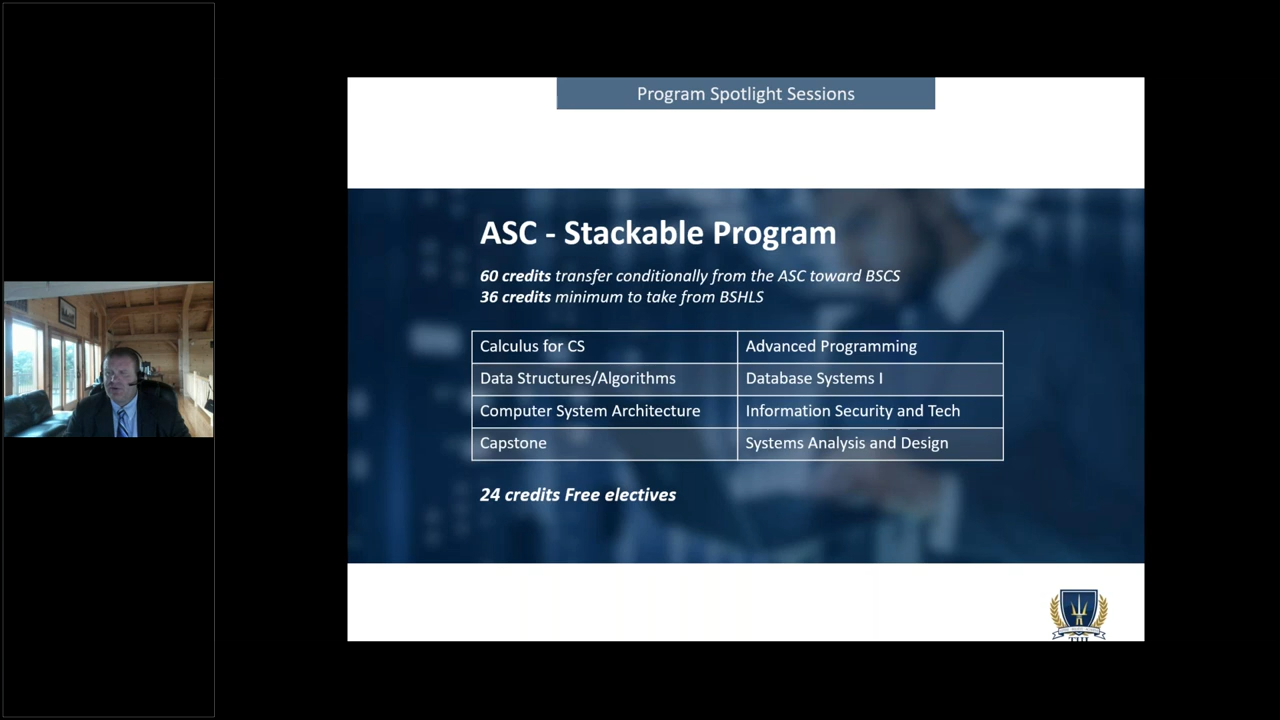 Program Spotlight Sessions
ASC - Stackable Program
60 credits transfer conditionally from the ASC toward BSCS
36 credits minimum to take from BSHLS
Calculus for CS
Advanced Programming
Data Structures/Algorithms
Database Systems I
Computer System Architecture
Information Security and Tech
Capstone
Systems Analysis and Design
24 credits Free electives